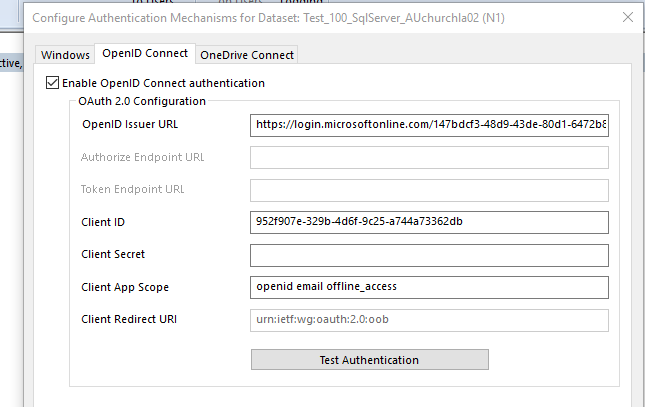 To Users Logging
Configure Authentication Mechanisms for Dataset: Test_100_SqlServer_AUchurchla02 (N1)
ctive,
Windows OpenID Connect OneDrive Connect
Enable OpenID Connect authentication
OAuth 2.0 Configuration
OpenID Issuer URL https://login.microsoftonline.com/147bdcf3-48d9-43de-80d1-6472b8
Authorize Endpoint URL
Token Endpoint URL
Client ID 952f907e-329b-4d6f-9c25-a744a73362db
Client Secret
Client App Scope openid email offline_access
Client Redirect URI urn:ietf:wg:oauth:2.0:oob
Test Authentication